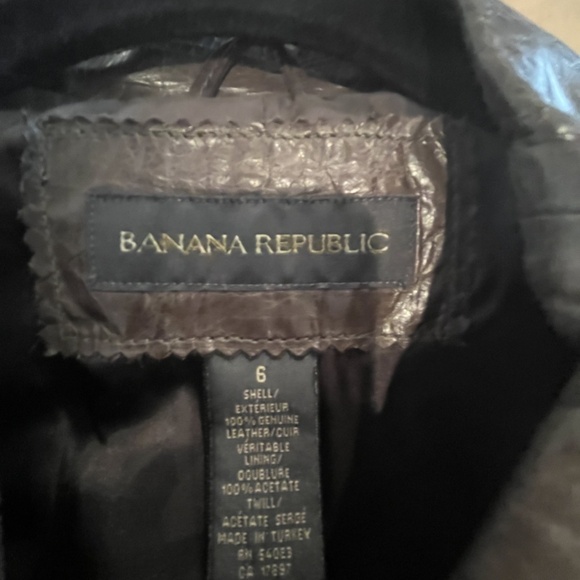 BANANA REPUBLIC
6
SHELL/
EXTÉRIEUR
100% GENUINE
LEATHER/CUIR
VÉRITABLE
LINING/
DOUBLURE
100% ACETATE
TWILL/
ACÉTATE SERGÉ
MADE IN TURKEY
RN 54023
CA 17897